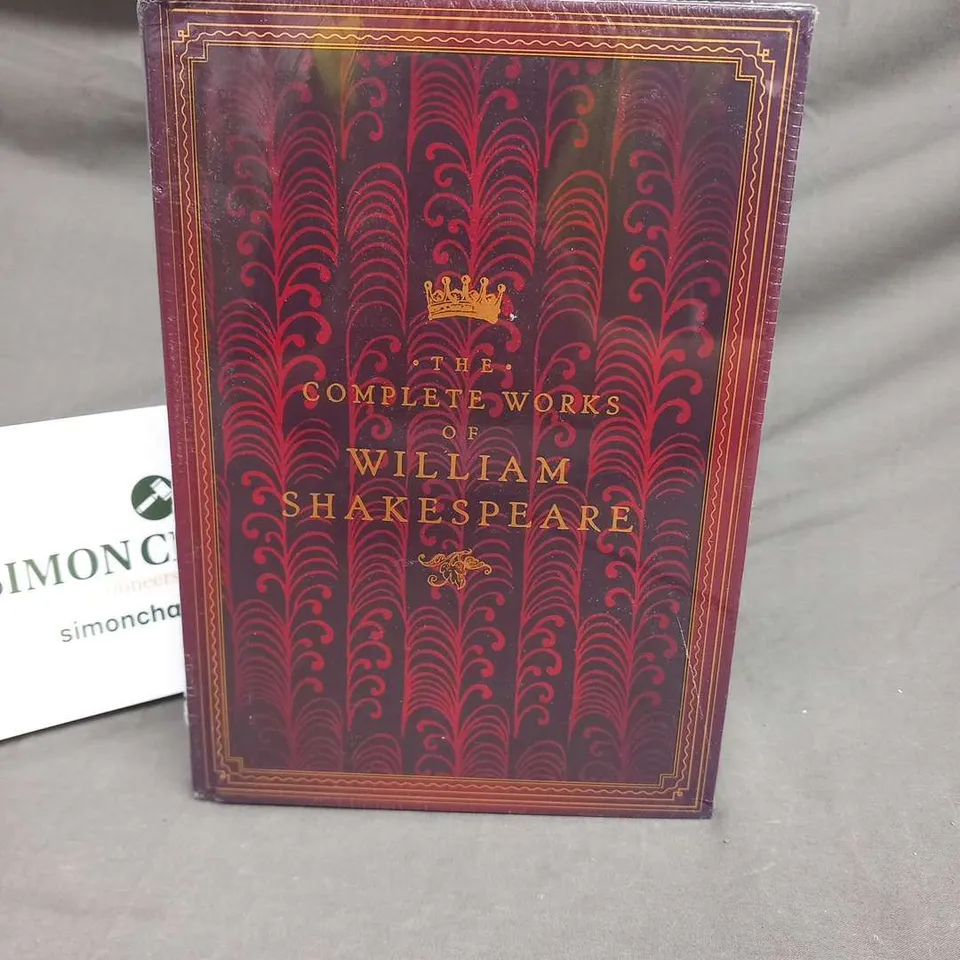 · THE ·
COMPLETE WORKS
OF
WILLIAM
SHAKESPEARE
SIMON C
simoncha